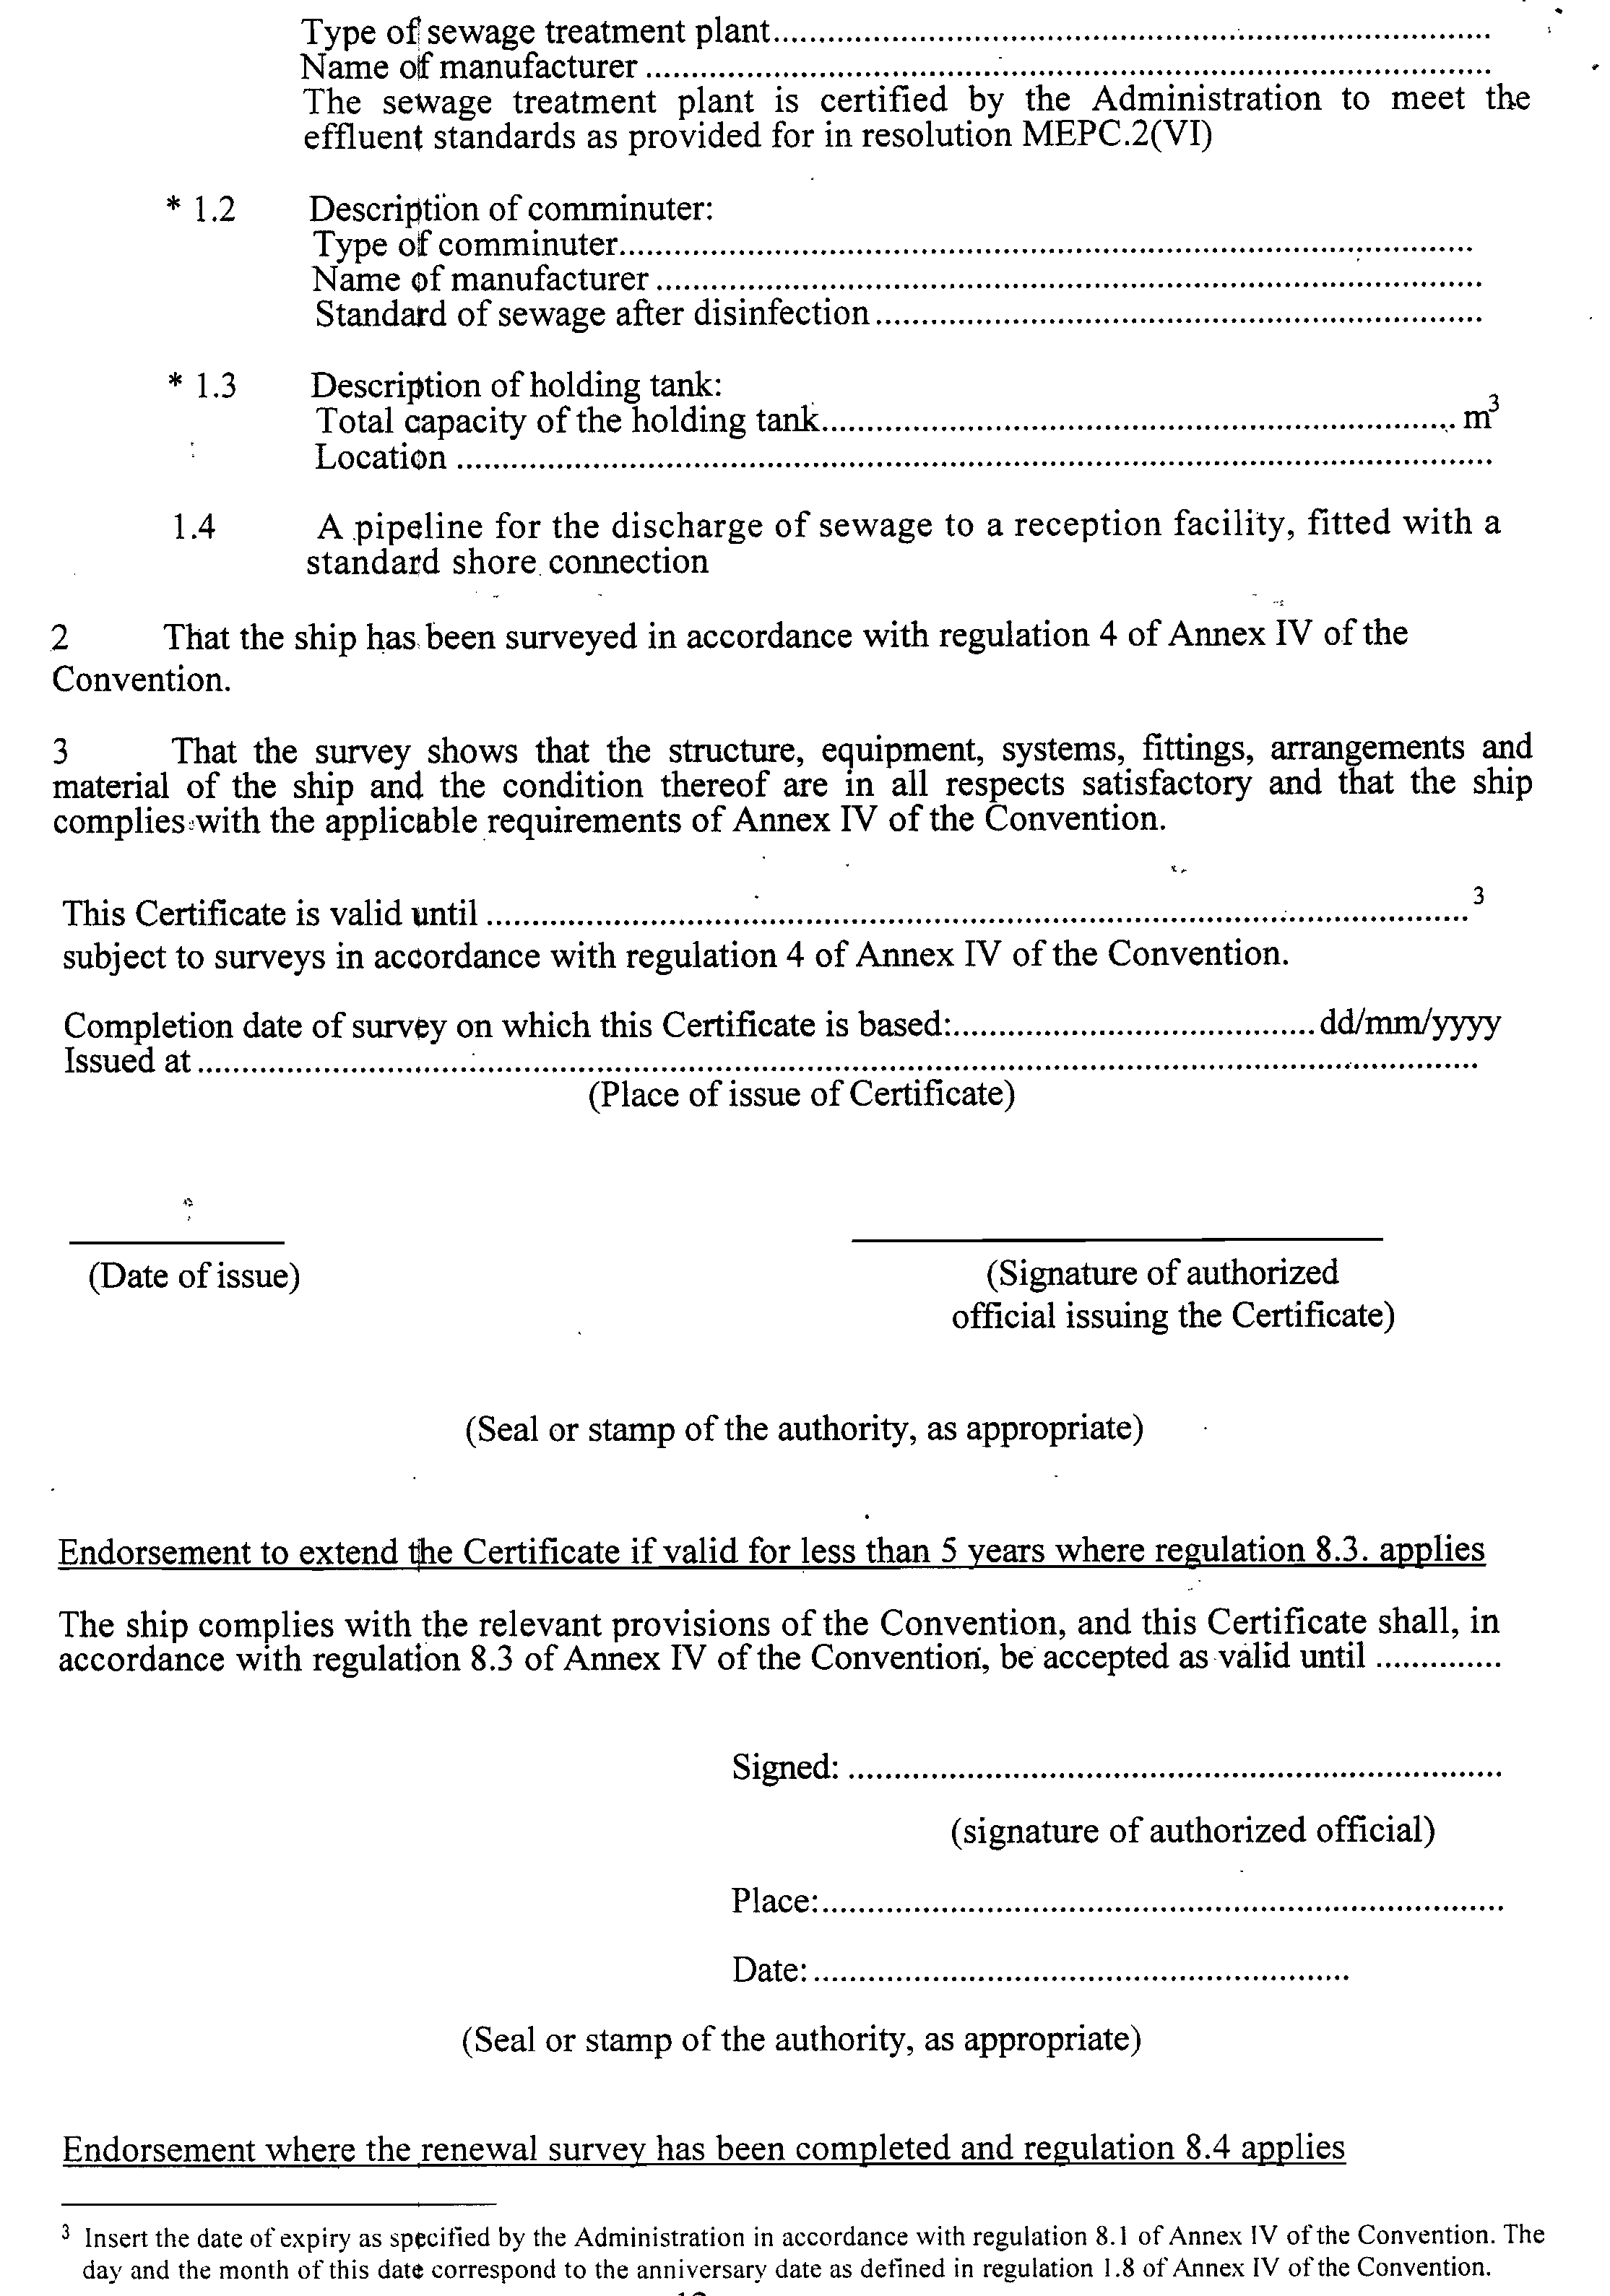 Type of sewage treatment plant................................................................................
Name of manufacturer ................................................................................
The sewage treatment plant is certified by the Administration to meet the
effluent standards as provided for in resolution MEPC.2(VI)
* 1.2 Description of comminuter:
Type of comminuter................................................................................
Name of manufacturer ................................................................................
Standard of sewage after disinfection................................................................................
* 1.3 Description of holding tank:
Total capacity of the holding tank................................................................................ m³
Location ................................................................................
1.4 A pipeline for the discharge of sewage to a reception facility, fitted with a
standard shore connection
2 That the ship has been surveyed in accordance with regulation 4 of Annex IV of the
Convention.
3 That the survey shows that the structure, equipment, systems, fittings, arrangements and
material of the ship and the condition thereof are in all respects satisfactory and that the ship
complies with the applicable requirements of Annex IV of the Convention.
This Certificate is valid until ................................................................................ ³
subject to surveys in accordance with regulation 4 of Annex IV of the Convention.
Completion date of survey on which this Certificate is based:........................................dd/mm/yyyy
Issued at ................................................................................
(Place of issue of Certificate)
(Date of issue) (Signature of authorized
official issuing the Certificate)
(Seal or stamp of the authority, as appropriate)
Endorsement to extend the Certificate if valid for less than 5 years where regulation 8.3. applies
The ship complies with the relevant provisions of the Convention, and this Certificate shall, in
accordance with regulation 8.3 of Annex IV of the Convention, be accepted as valid until ..............
Signed: ........................................................................
(signature of authorized official)
Place:...........................................................................
Date: ...........................................................
(Seal or stamp of the authority, as appropriate)
Endorsement where the renewal survey has been completed and regulation 8.4 applies
³ Insert the date of expiry as specified by the Administration in accordance with regulation 8.1 of Annex IV of the Convention. The
day and the month of this date correspond to the anniversary date as defined in regulation 1.8 of Annex IV of the Convention.